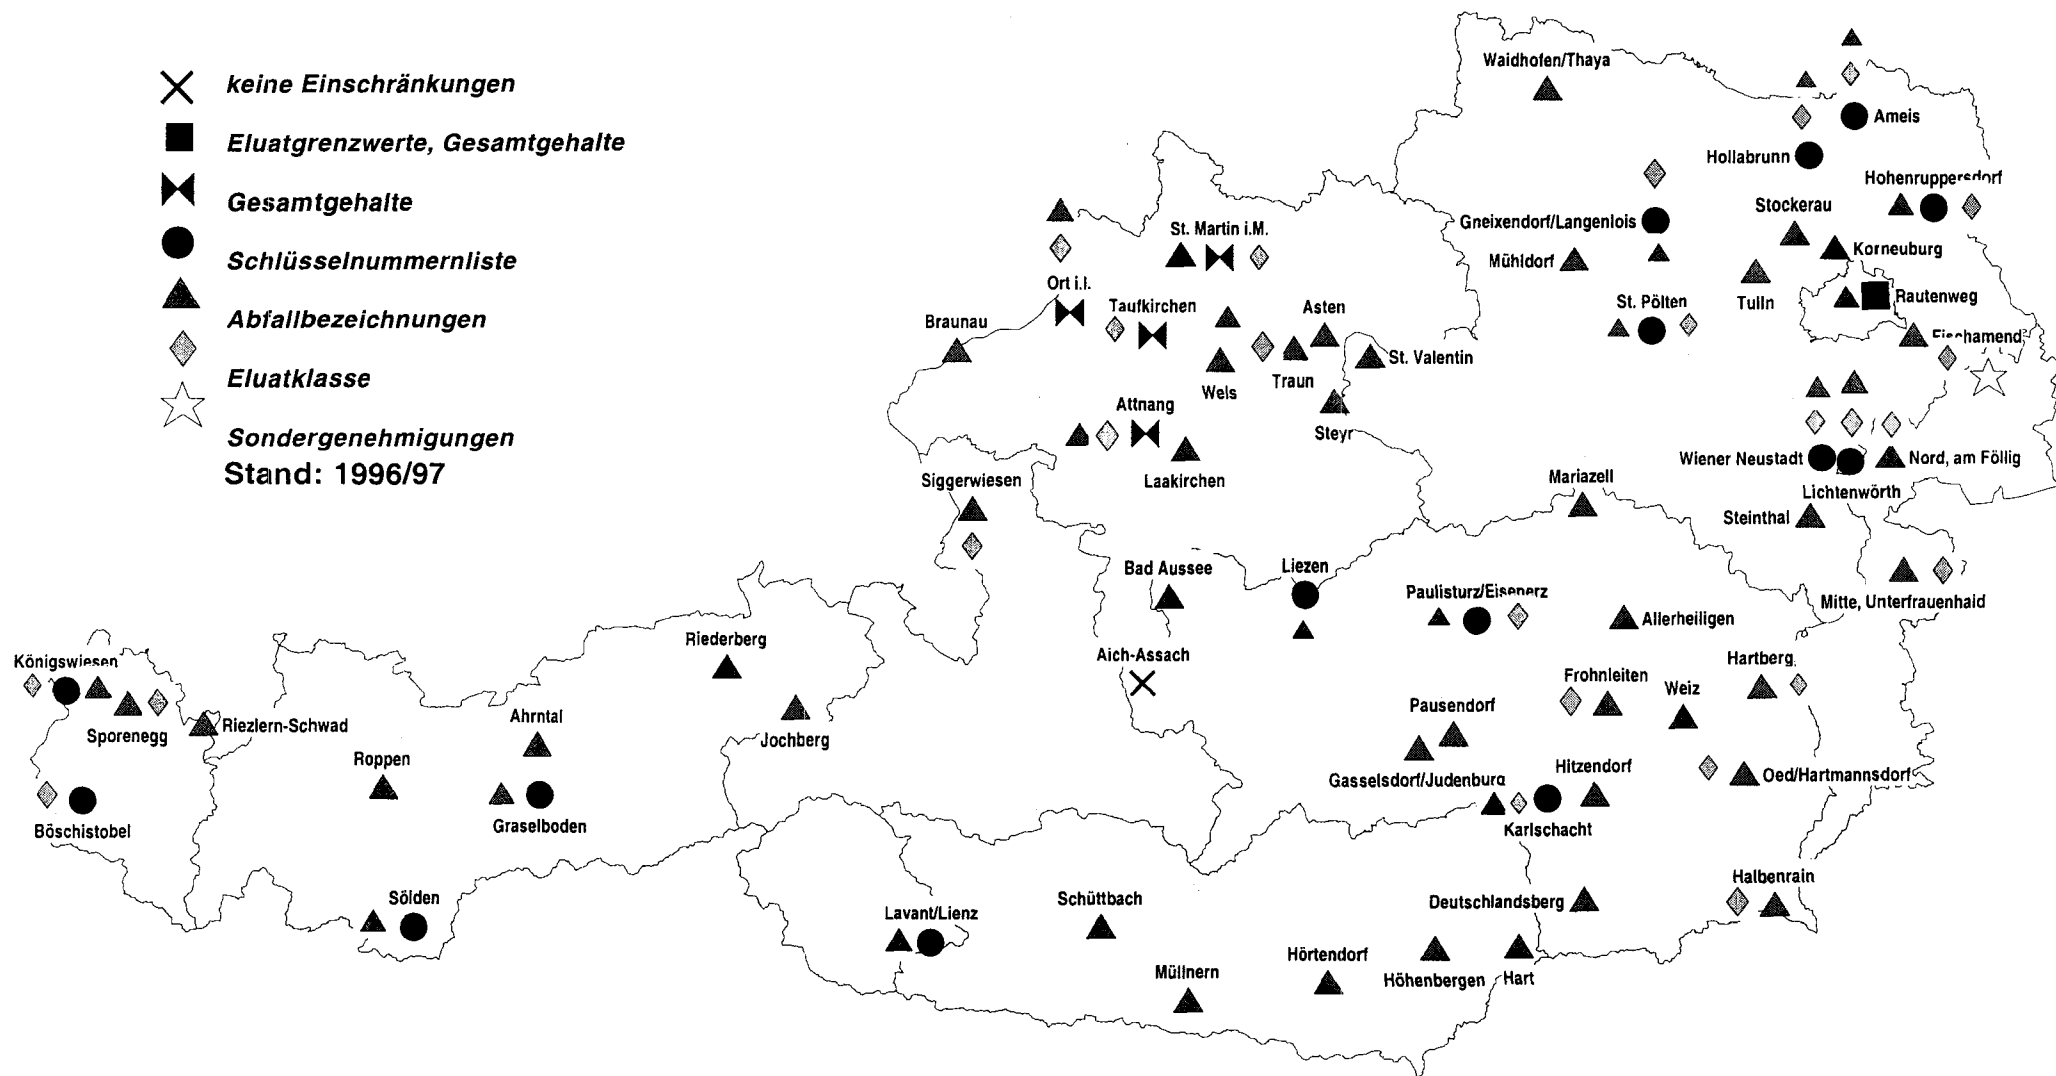 keine Einschränkungen
Eluatgrenzwerte, Gesamtgehalte
Gesamtgehalte
Schlüsselnummernliste
Abfallbezeichnungen
Eluatklasse
Sondergenehmigungen
Stand: 1996/97
Waidhofen/Thaya
Ameis
Hollabrunn
Hohenruppersdorf
Stockerau
Gneixendorf/Langenlois
St. Martin i.M.
Korneuburg
Mühldorf
Ort i.I.
Taufkirchen
Tulln
Rautenweg
St. Pölten
Asten
Braunau
Fischamend
St. Valentin
Traun
Wels
Attnang
Steyr
Wiener Neustadt
Nord, am Föllig
Siggerwiesen
Laakirchen
Mariazell
Lichtenwörth
Steinthal
Bad Aussee
Liezen
Paulisturz/Eisenerz
Mitte, Unterfrauenhaid
Allerheiligen
Riederberg
Aich-Assach
Königswiesen
Hartberg
Frohnleiten
Weiz
Pausendorf
Ahrntal
Riezlern-Schwad
Sporenegg
Jochberg
Roppen
Hitzendorf
Oed/Hartmannsdorf
Gasselsdorf/Judenburg
Graselboden
Böschistobel
Karlschacht
Halbenrain
Sölden
Schüttbach
Deutschlandsberg
Lavant/Lienz
Hörtendorf
Müllnern
Höhenbergen
Hart